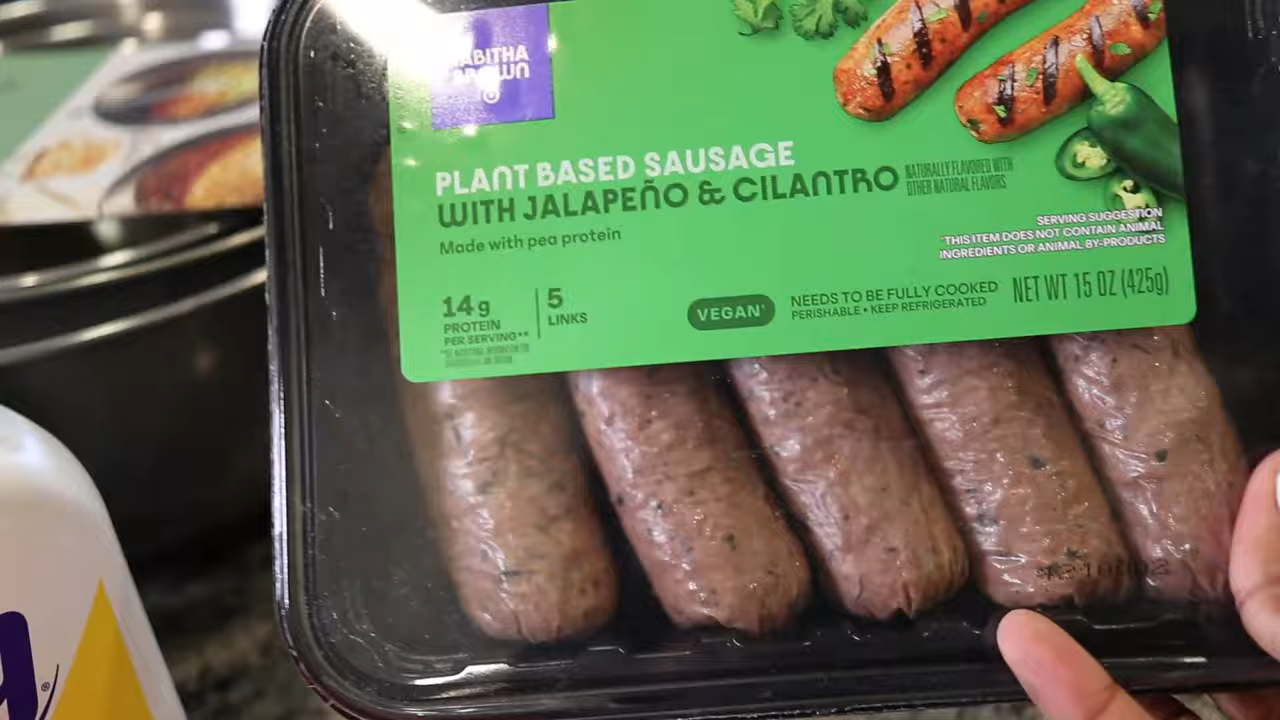 TABITHA
BROWN
PLANT BASED SAUSAGE
WITH JALAPEÑO & CILANTRO
NATURALLY FLAVORED WITH
OTHER NATURAL FLAVORS
Made with pea protein
SERVING SUGGESTION
*THIS ITEM DOES NOT CONTAIN ANIMAL
INGREDIENTS OR ANIMAL BY-PRODUCTS
14g
PROTEIN
PER SERVING**
5
LINKS
VEGAN*
NEEDS TO BE FULLY COOKED
PERISHABLE • KEEP REFRIGERATED
NET WT 15 OZ (425g)